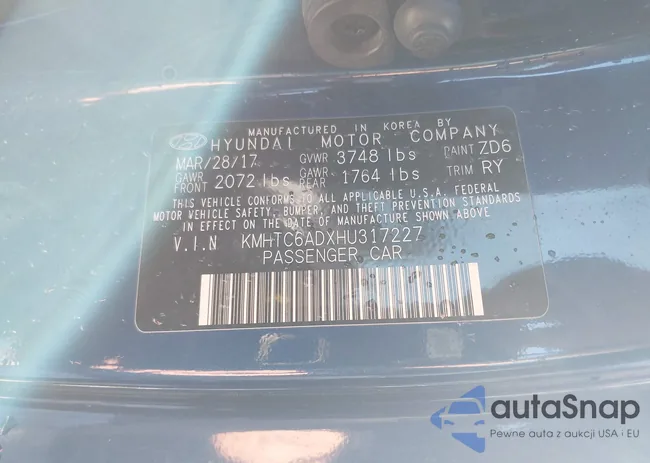 MANUFACTURED IN KOREA BY
HYUNDAI MOTOR COMPANY
MAR/28/17 GVWR 3748 lbs PAINT ZD6
GAWR FRONT 2072 lbs GAWR REAR 1764 lbs TRIM RY
THIS VEHICLE CONFORMS TO ALL APPLICABLE U.S.A. FEDERAL
MOTOR VEHICLE SAFETY, BUMPER, AND THEFT PREVENTION STANDARDS
IN EFFECT ON THE DATE OF MANUFACTURE SHOWN ABOVE.
V.I.N KMHTC6ADXHU317227
PASSENGER CAR
autaSnap
Pewne auta z aukcji USA i EU